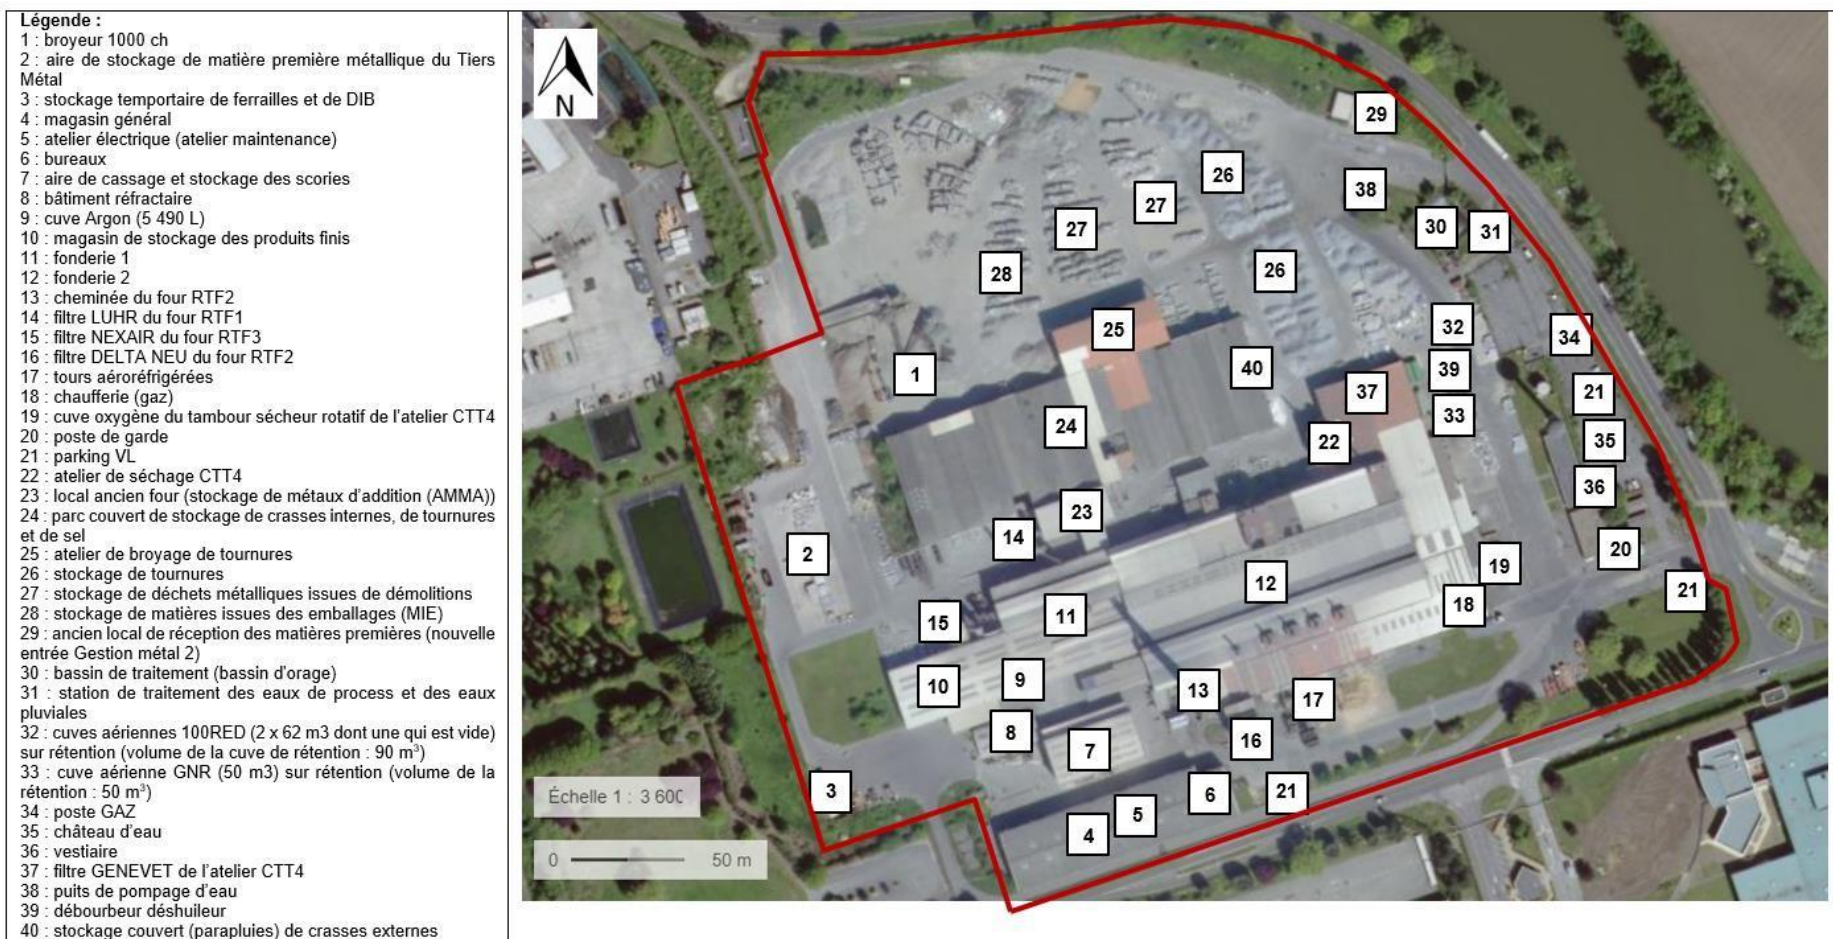 Légende :
1 : broyeur 1000 ch
2 : aire de stockage de matière première métallique du Tiers
Métal
3 : stockage temportaire de ferrailles et de DIB
4 : magasin général
5 : atelier électrique (atelier maintenance)
6 : bureaux
7 : aire de cassage et stockage des scories
8 : bâtiment réfractaire
9 : cuve Argon (5 490 L)
10 : magasin de stockage des produits finis
11 : fonderie 1
12 : fonderie 2
13 : cheminée du four RTF2
14 : filtre LUHR du four RTF1
15 : filtre NEXAIR du four RTF3
16 : filtre DELTA NEU du four RTF2
17 : tours aéroréfrigérées
18 : chaufferie (gaz)
19 : cuve oxygène du tambour sécheur rotatif de l'atelier CTT4
20 : poste de garde
21 : parking VL
22 : atelier de séchage CTT4
23 : local ancien four (stockage de métaux d'addition (AMMA))
24 : parc couvert de stockage de crasses internes, de tournures
et de sel
25 : atelier de broyage de tournures
26 : stockage de tournures
27 : stockage de déchets métalliques issues de démolitions
28 : stockage de matières issues des emballages (MIE)
29 : ancien local de réception des matières premières (nouvelle
entrée Gestion métal 2)
30 : bassin de traitement (bassin d'orage)
31 : station de traitement des eaux de process et des eaux
pluviales
32 : cuves aériennes 100RED (2 x 62 m3 dont une qui est vide)
sur rétention (volume de la cuve de rétention : 90 m³)
33 : cuve aérienne GNR (50 m3) sur rétention (volume de la
rétention : 50 m³)
34 : poste GAZ
35 : château d'eau
36 : vestiaire
37 : filtre GENEVET de l'atelier CTT4
38 : puits de pompage d'eau
39 : débourbeur déshuileur
40 : stockage couvert (parapluies) de crasses externes
N
29
26
38
27
30
31
27
28
26
32
34
25
1
40
39
37
21
33
24
22
35
36
23
14
2
20
19
12
21
18
11
15
10
9
13
17
8
16
7
3
6
21
5
4
Échelle 1 : 3 600
0 50 m